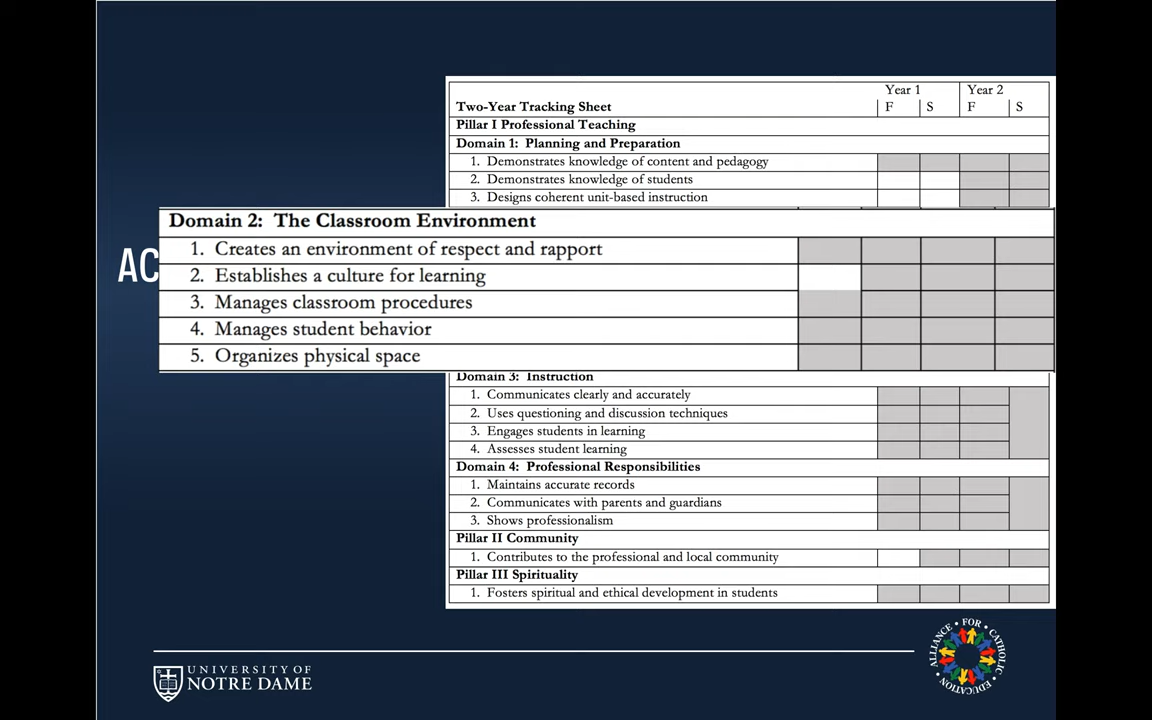 Year 1 Year 2
Two-Year Tracking Sheet F S F S
Pillar I Professional Teaching
Domain 1: Planning and Preparation
1. Demonstrates knowledge of content and pedagogy
2. Demonstrates knowledge of students
3. Designs coherent unit-based instruction
Domain 2: The Classroom Environment
1. Creates an environment of respect and rapport
AC
2. Establishes a culture for learning
3. Manages classroom procedures
4. Manages student behavior
5. Organizes physical space
Domain 3: Instruction
1. Communicates clearly and accurately
2. Uses questioning and discussion techniques
3. Engages students in learning
4. Assesses student learning
Domain 4: Professional Responsibilities
1. Maintains accurate records
2. Communicates with parents and guardians
3. Shows professionalism
Pillar II Community
1. Contributes to the professional and local community
Pillar III Spirituality
1. Fosters spiritual and ethical development in students
UNIVERSITY OF
NOTRE DAME
ALLIANCE • FOR • CATHOLIC • EDUCATION •